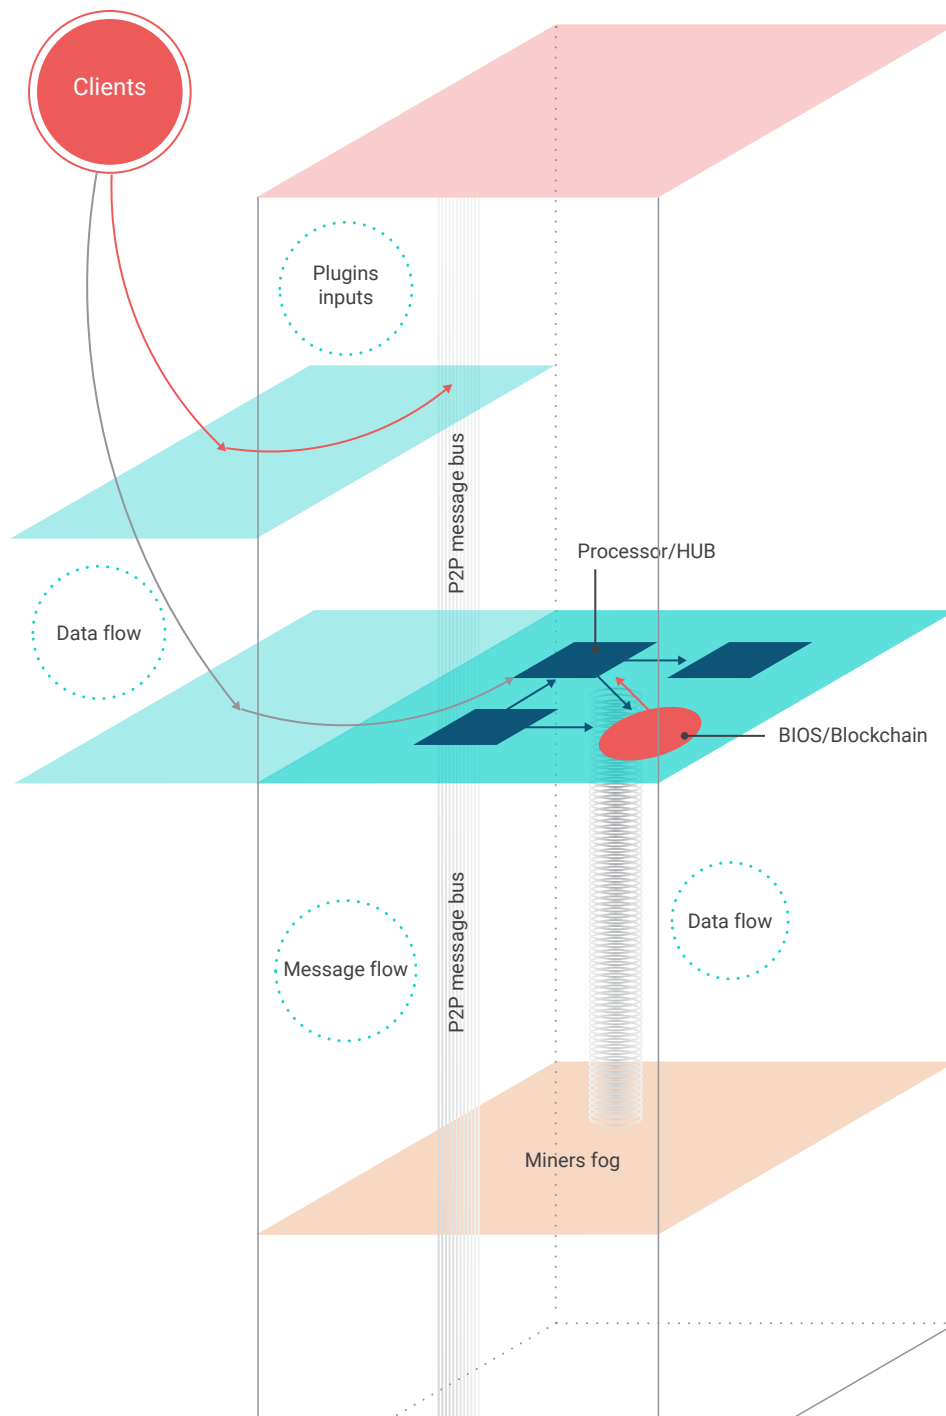 Clients
Plugins
inputs
P2P message bus
Processor/HUB
Data flow
BIOS/Blockchain
P2P message bus
Data flow
Message flow
Miners fog